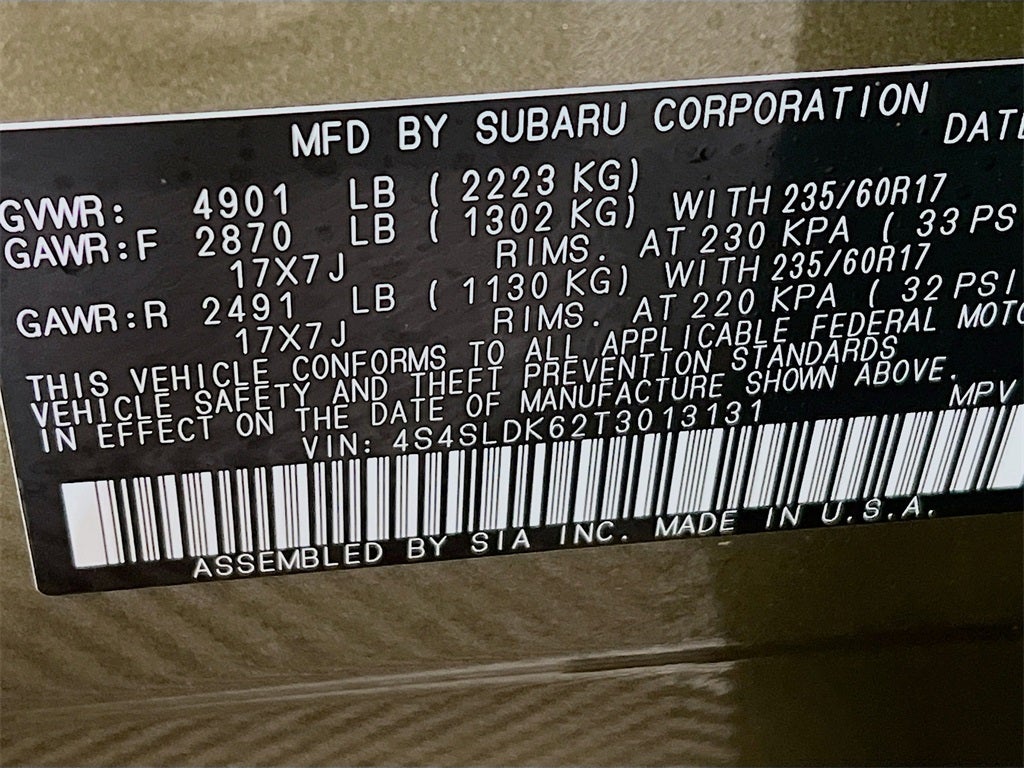 MFD BY SUBARU CORPORATION
DATE
GVWR: 4901 LB ( 2223 KG)
GAWR:F 2870 LB ( 1302 KG) WITH 235/60R17
17X7J RIMS. AT 230 KPA ( 33 PSI
GAWR:R 2491 LB ( 1130 KG) WITH 235/60R17
17X7J RIMS. AT 220 KPA ( 32 PSI
THIS VEHICLE CONFORMS TO ALL APPLICABLE FEDERAL MOTO
VEHICLE SAFETY AND THEFT PREVENTION STANDARDS
IN EFFECT ON THE DATE OF MANUFACTURE SHOWN ABOVE.
VIN: 4S4SLDK62T3013131
MPV
ASSEMBLED BY SIA INC. MADE IN U.S.A.